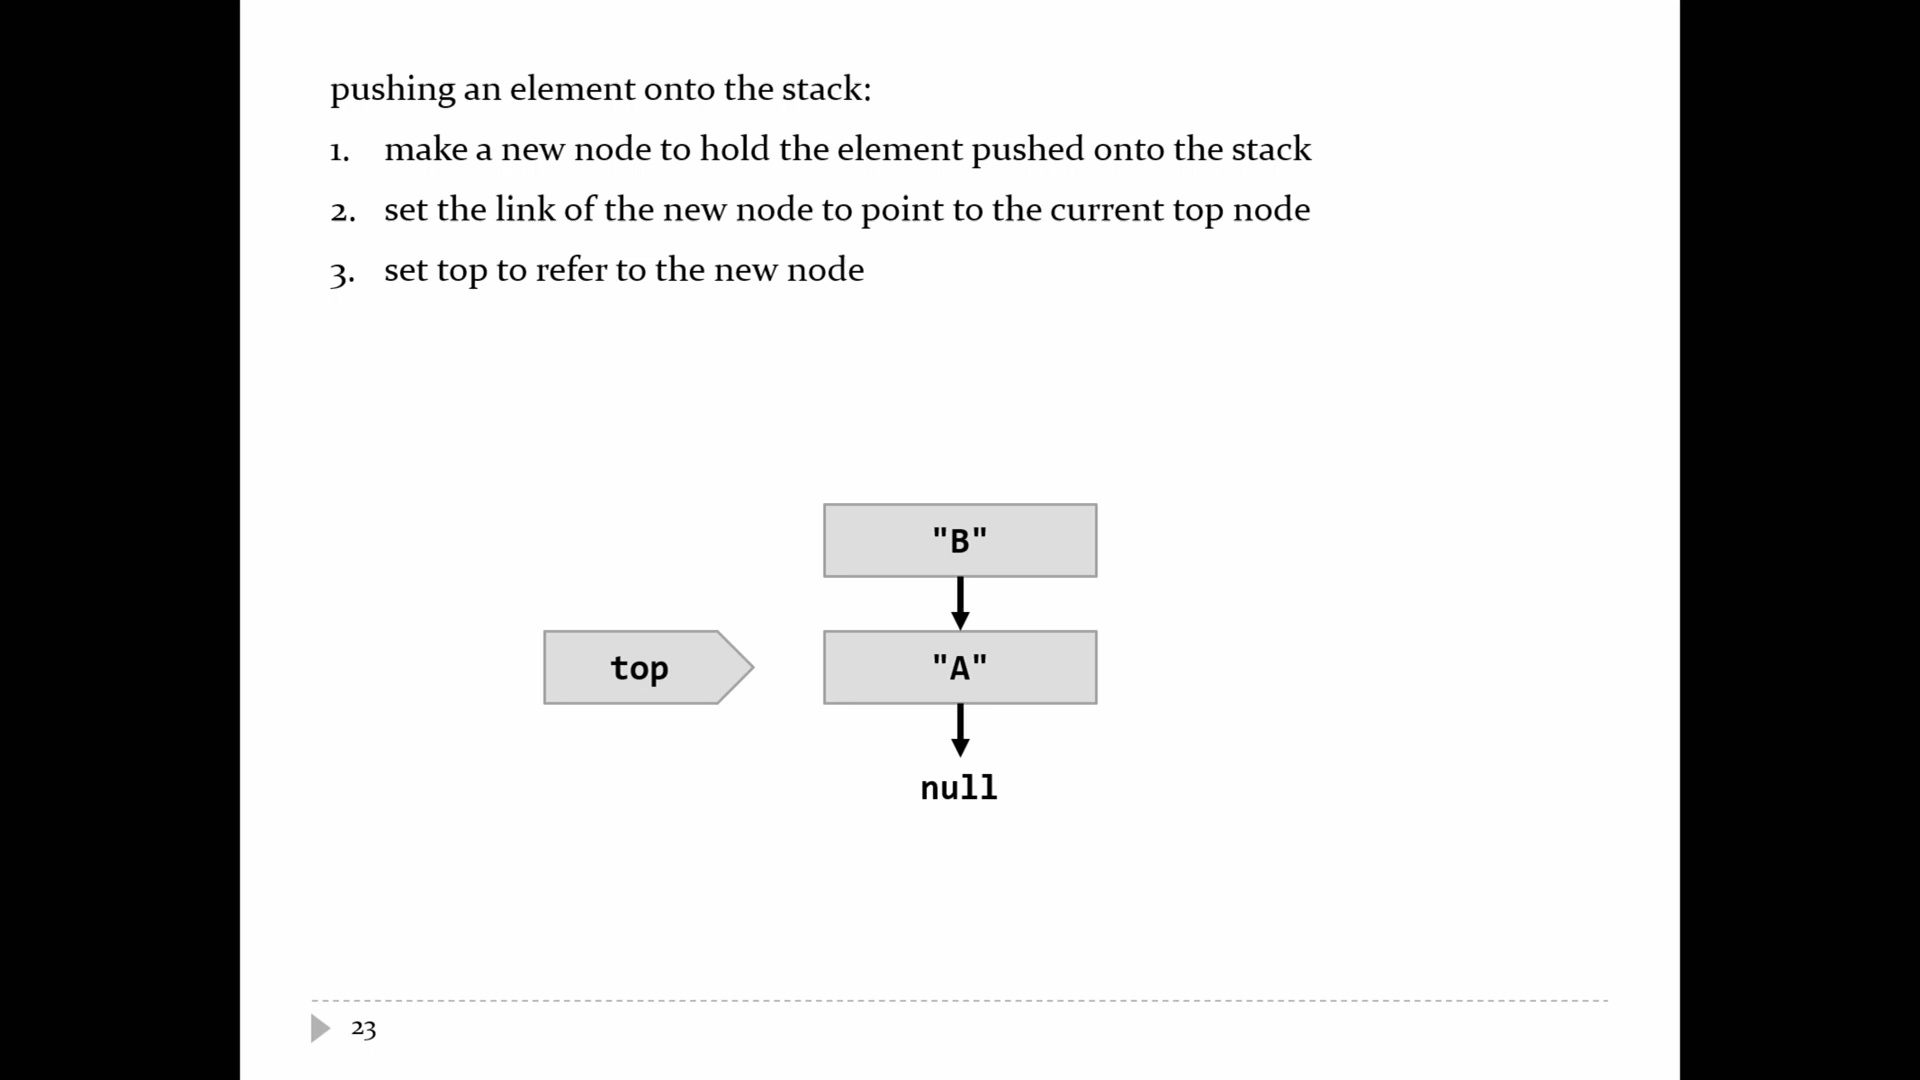 pushing an element onto the stack:
1. make a new node to hold the element pushed onto the stack
2. set the link of the new node to point to the current top node
3. set top to refer to the new node
"B"
top
"A"
null
23